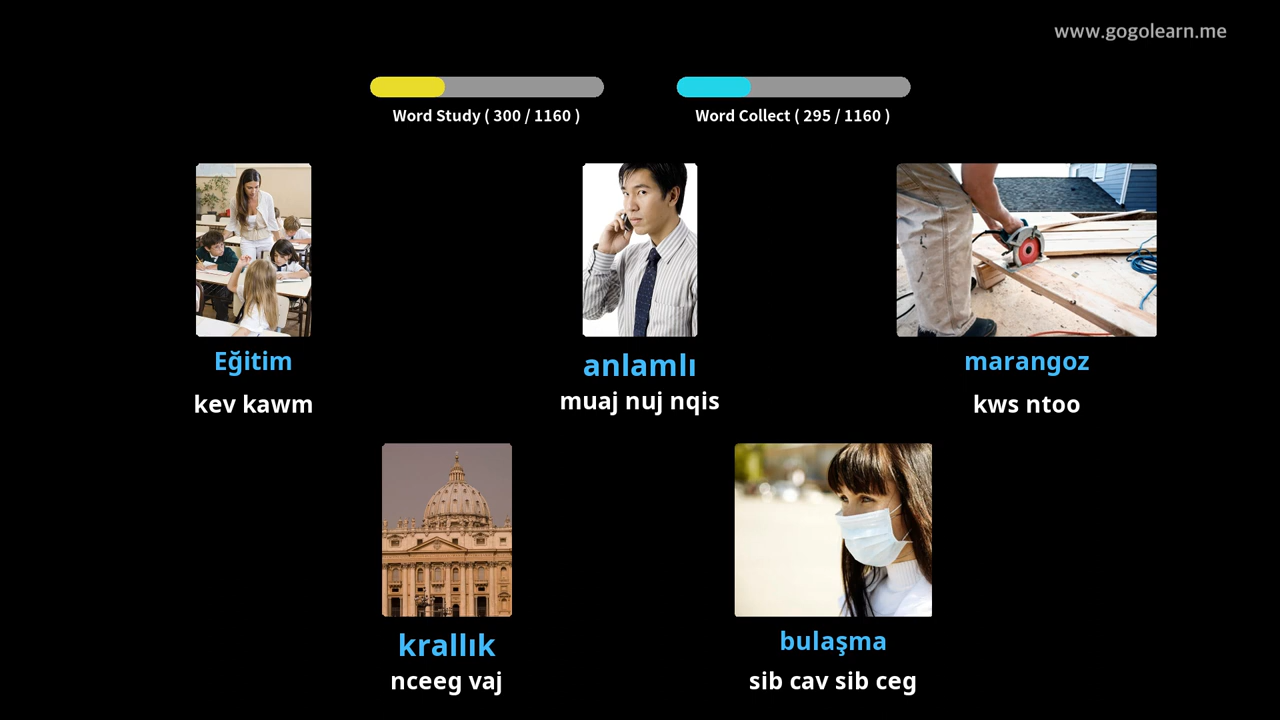 www.gogolearn.me
Word Study ( 300 / 1160 )
Word Collect ( 295 / 1160 )
Eğitim
kev kawm
anlamlı
muaj nuj nqis
marangoz
kws ntoo
krallık
nceeg vaj
bulaşma
sib cav sib ceg